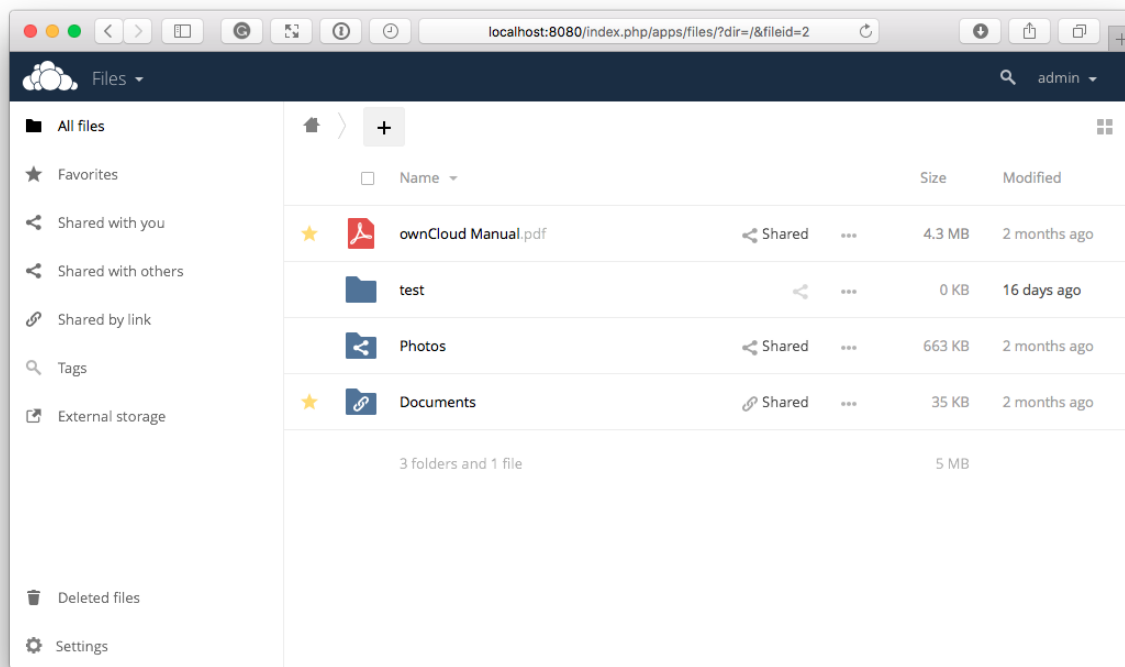 localhost:8080/index.php/apps/files/?dir=/&fileid=2
Files
admin
All files
Favorites
Shared with you
Shared with others
Shared by link
Tags
External storage
Deleted files
Settings
Name Size Modified
ownCloud Manual.pdf Shared 4.3 MB 2 months ago
test 0 KB 16 days ago
Photos Shared 663 KB 2 months ago
Documents Shared 35 KB 2 months ago
3 folders and 1 file 5 MB